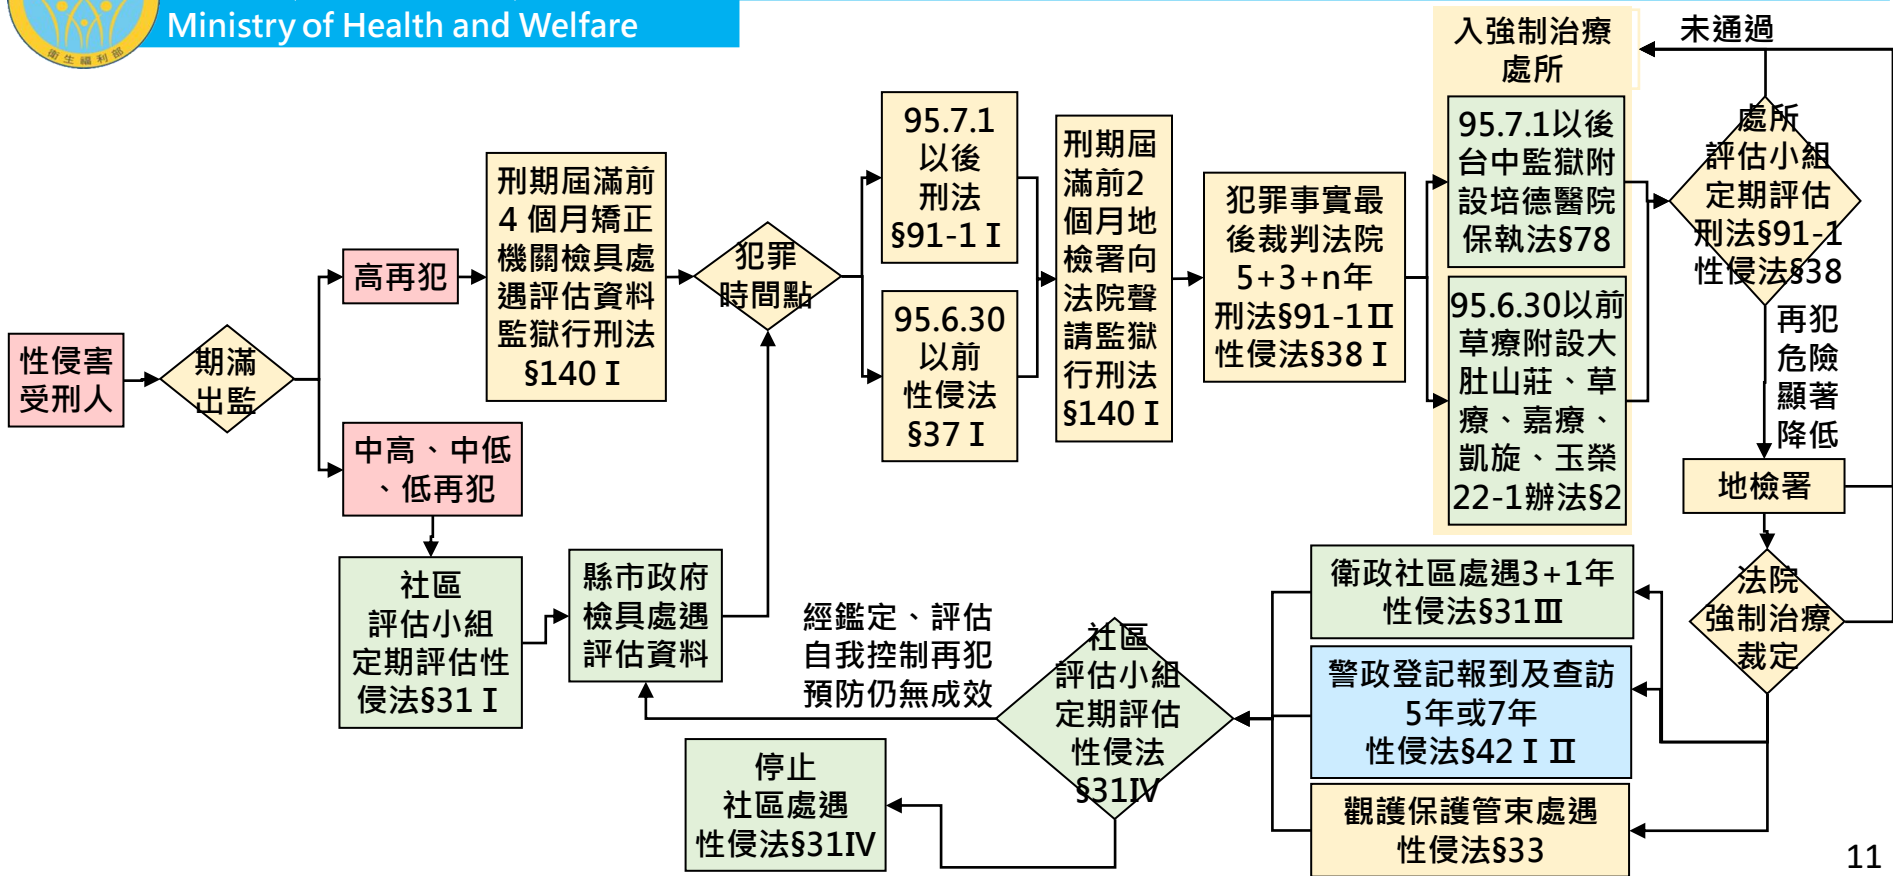 Ministry of Health and Welfare
衛生福利部
性侵害
受刑人
期滿
出監
高再犯
中高、中低
、低再犯
刑期屆滿前
4 個月矯正
機關檢具處
遇評估資料
監獄行刑法
§140 I
犯罪
時間點
95.7.1
以後
刑法
§91-1 I
95.6.30
以前
性侵法
§37 I
刑期屆
滿前2
個月地
檢署向
法院聲
請監獄
行刑法
§140 I
犯罪事實最
後裁判法院
5+3+n年
刑法§91-1 II
性侵法§38 I
入強制治療
處所
95.7.1以後
台中監獄附
設培德醫院
保執法§78
95.6.30以前
草療附設大
肚山莊、草
療、嘉療、
凱旋、玉榮
22-1辦法§2
未通過
處所
評估小組
定期評估
刑法§91-1
性侵法§38
再犯
危險
顯著
降低
地檢署
法院
強制治療
裁定
衛政社區處遇3+1年
性侵法§31III
警政登記報到及查訪
5年或7年
性侵法§42 I II
觀護保護管束處遇
性侵法§33
社區
評估小組
定期評估
性侵法
§31IV
經鑑定、評估
自我控制再犯
預防仍無成效
停止
社區處遇
性侵法§31IV
縣市政府
檢具處遇
評估資料
社區
評估小組
定期評估性
侵法§31 I
11